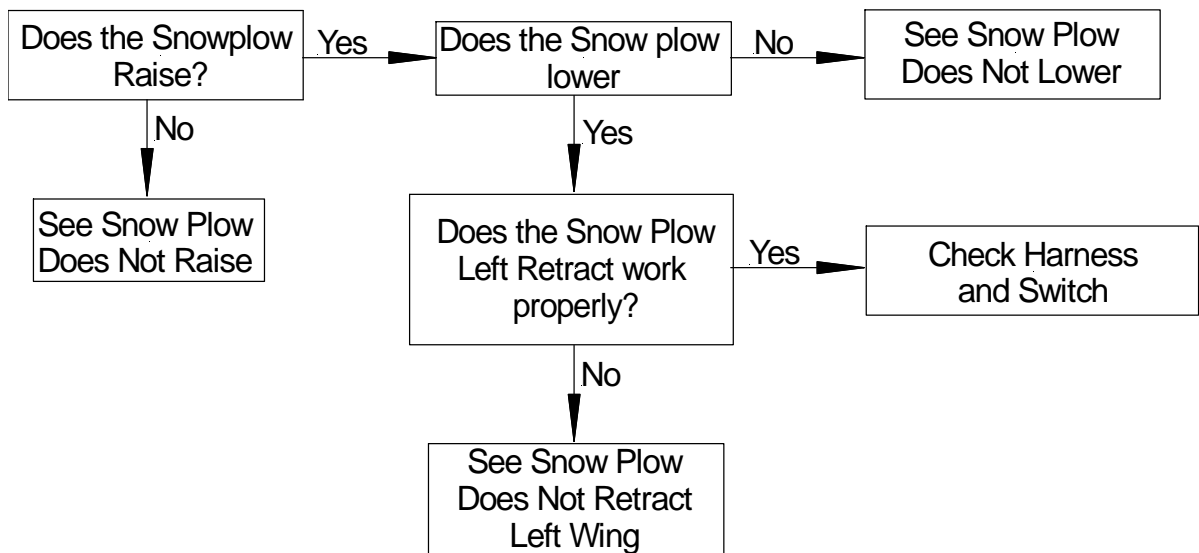 Does the Snowplow
Raise?
Yes
Does the Snow plow
lower
No
See Snow Plow
Does Not Lower
No
Yes
See Snow Plow
Does Not Raise
Does the Snow Plow
Left Retract work
properly?
Yes
Check Harness
and Switch
No
See Snow Plow
Does Not Retract
Left Wing